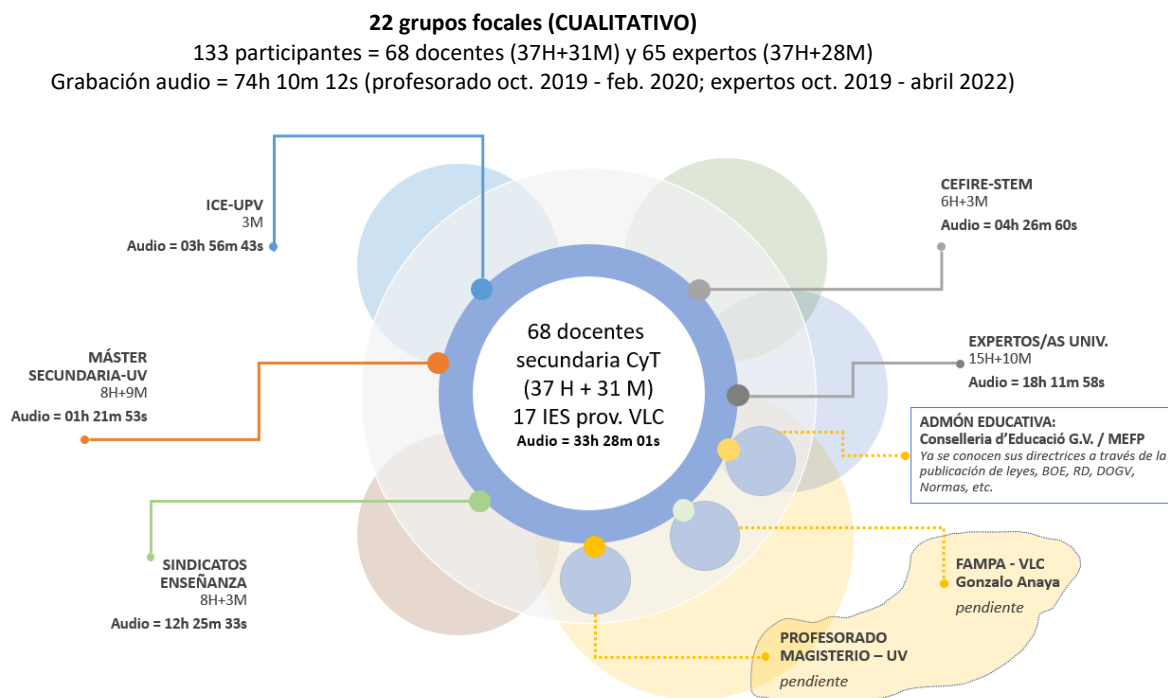 22 grupos focales (CUALITATIVO)
133 participantes = 68 docentes (37H+31M) y 65 expertos (37H+28M)
Grabación audio = 74h 10m 12s (profesorado oct. 2019 - feb. 2020; expertos oct. 2019 - abril 2022)
ICE-UPV
3M
Audio = 03h 56m 43s
CEFIRE-STEM
6H+3M
Audio = 04h 26m 60s
MÁSTER
SECUNDARIA-UV
8H+9M
Audio = 01h 21m 53s
68 docentes
secundaria CyT
(37 H + 31 M)
17 IES prov. VLC
Audio = 33h 28m 01s
EXPERTOS/AS UNIV.
15H+10M
Audio = 18h 11m 58s
ADMÓN EDUCATIVA:
Conselleria d’Educació G.V. / MEFP
Ya se conocen sus directrices a través de la
publicación de leyes, BOE, RD, DOGV,
Normas, etc.
SINDICATOS
ENSEÑANZA
8H+3M
Audio = 12h 25m 33s
FAMPA - VLC
Gonzalo Anaya
pendiente
PROFESORADO
MAGISTERIO – UV
pendiente